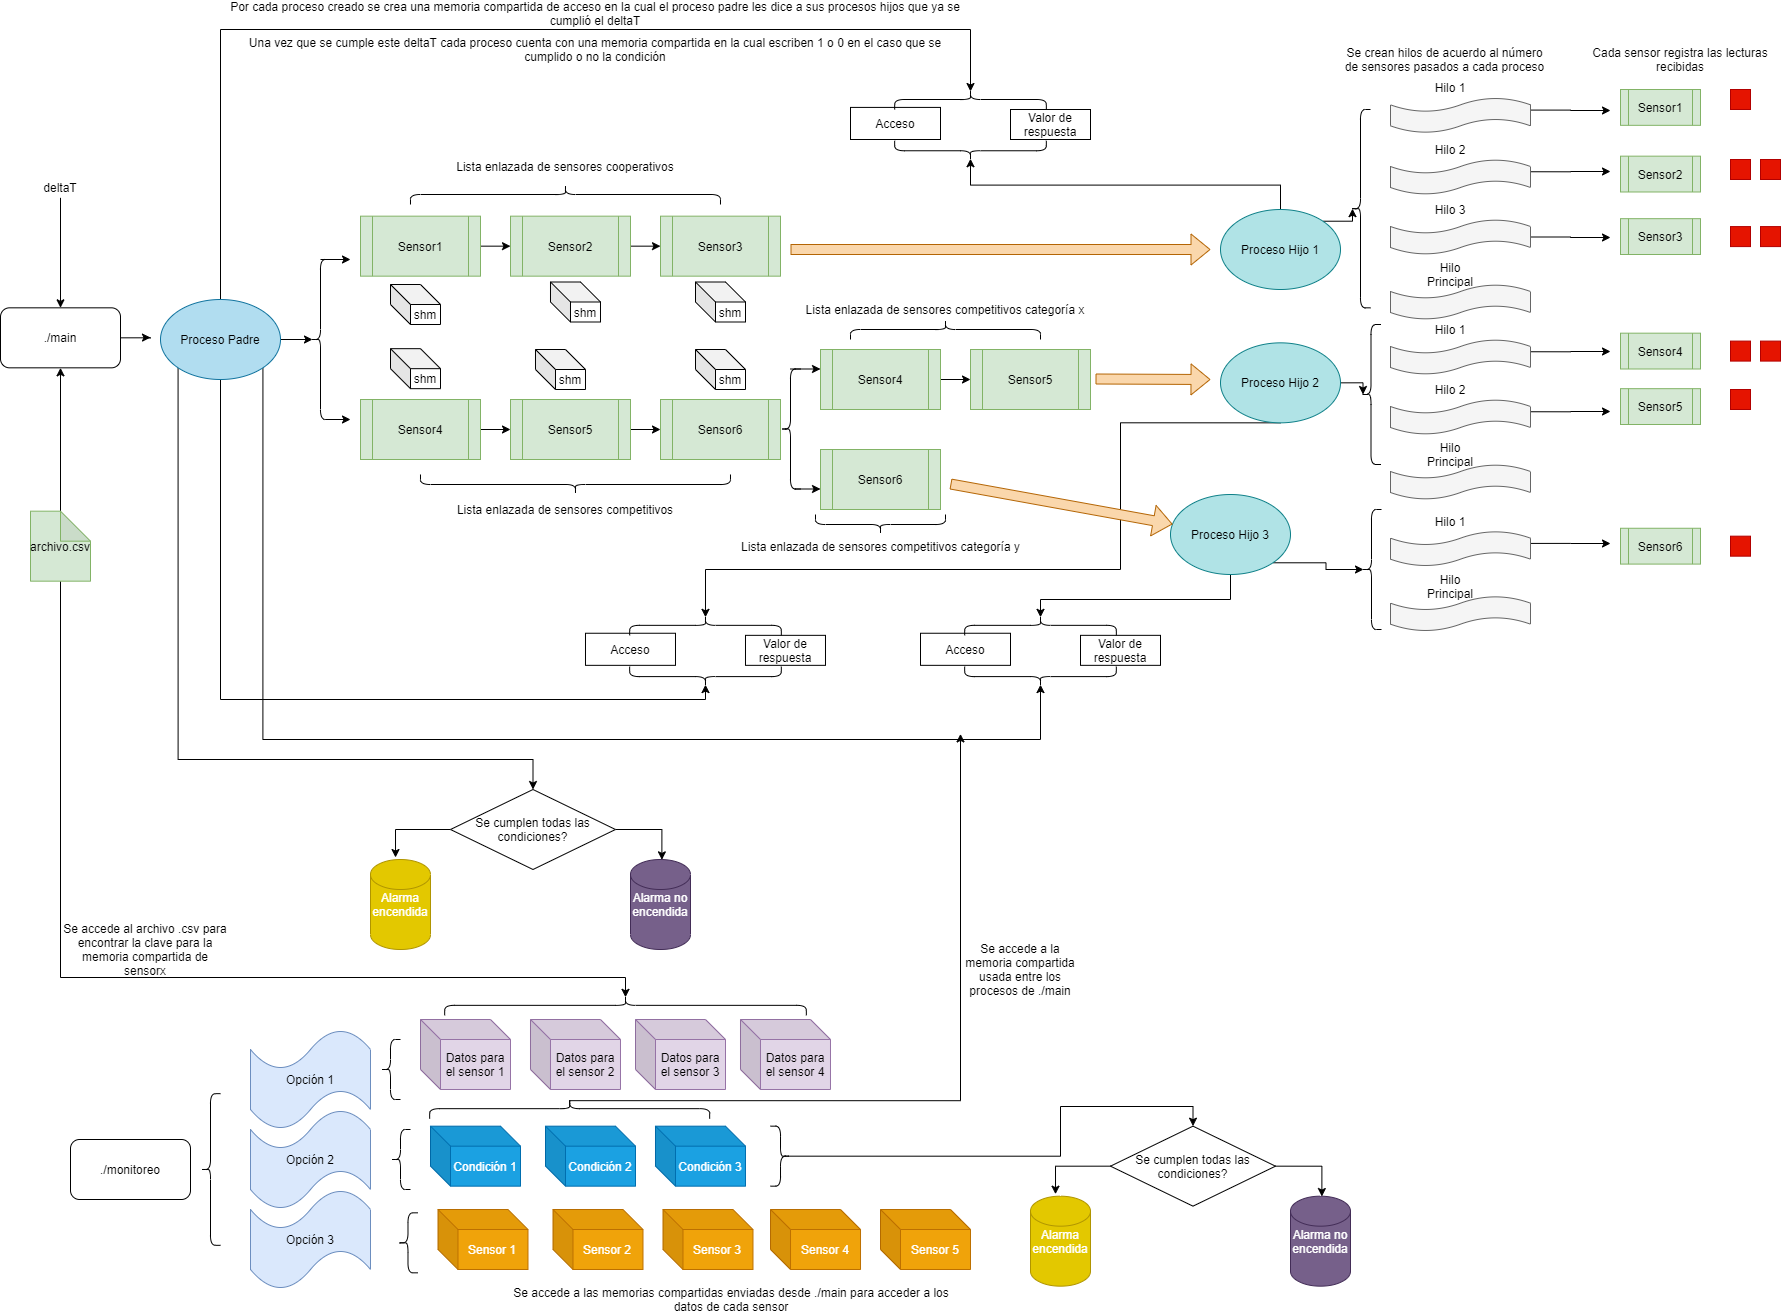 Por cada proceso creado se crea una memoria compartida de acceso en la cual el proceso padre les dice a sus procesos hijos que ya se
cumplió el deltaT
Una vez que se cumple este deltaT cada proceso cuenta con una memoria compartida en la cual escriben 1 o 0 en el caso que se
cumplido o no la condición
Se crean hilos de acuerdo al número
de sensores pasados a cada proceso
Cada sensor registra las lecturas
recibidas
Hilo 1
Sensor1
Acceso
Valor de
respuesta
Hilo 2
Sensor2
Lista enlazada de sensores cooperativos
deltaT
Hilo 3
Sensor3
Sensor1
Sensor2
Sensor3
Proceso Hijo 1
Hilo
Principal
shm
shm
shm
Lista enlazada de sensores competitivos categoría x
./main
Proceso Padre
Hilo 1
Sensor4
shm
shm
shm
Sensor4
Sensor5
Proceso Hijo 2
Hilo 2
Sensor5
Sensor4
Sensor5
Sensor6
Hilo
Principal
Sensor6
Lista enlazada de sensores competitivos
Lista enlazada de sensores competitivos categoría y
Proceso Hijo 3
Hilo 1
Sensor6
archivo.csv
Hilo
Principal
Acceso
Valor de
respuesta
Acceso
Valor de
respuesta
Se cumplen todas las
condiciones?
Alarma
encendida
Alarma no
encendida
Se accede al archivo .csv para
encontrar la clave para la
memoria compartida de
sensorx
Se accede a la
memoria compartida
usada entre los
procesos de ./main
Opción 1
Datos para
el sensor 1
Datos para
el sensor 2
Datos para
el sensor 3
Datos para
el sensor 4
./monitoreo
Opción 2
Condición 1
Condición 2
Condición 3
Se cumplen todas las
condiciones?
Opción 3
Sensor 1
Sensor 2
Sensor 3
Sensor 4
Sensor 5
Alarma
encendida
Alarma no
encendida
Se accede a las memorias compartidas enviadas desde ./main para acceder a los
datos de cada sensor